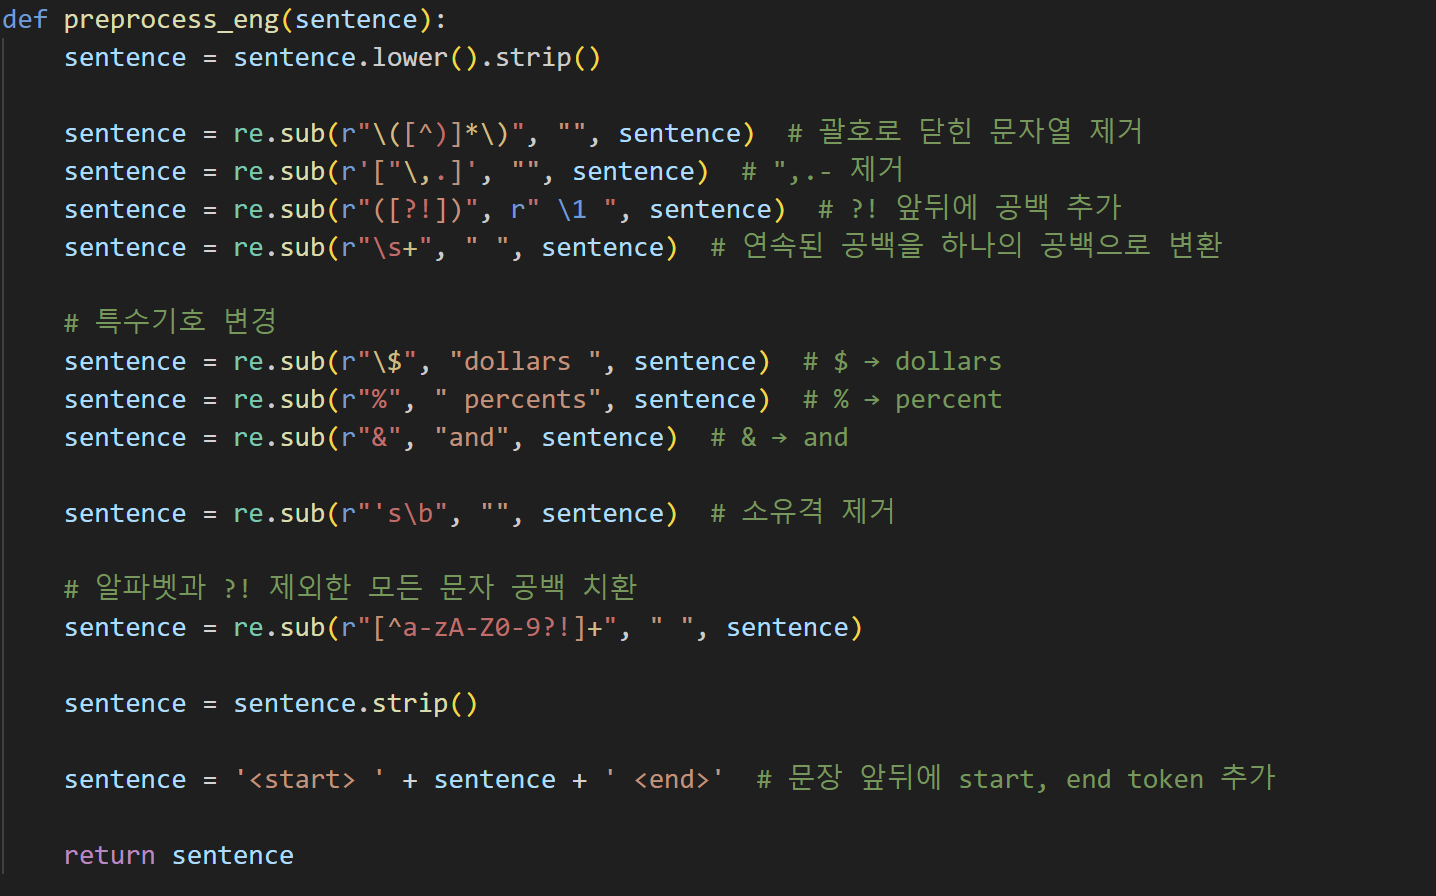 def preprocess_eng(sentence):
    sentence = sentence.lower().strip()

    sentence = re.sub(r"\([^)]*\)", "", sentence)  # 괄호로 닫힌 문자열 제거
    sentence = re.sub(r'["\,.]', "", sentence)  # ",.- 제거
    sentence = re.sub(r"([?!])", r" \1 ", sentence)  # ?! 앞뒤에 공백 추가
    sentence = re.sub(r"\s+", " ", sentence)  # 연속된 공백을 하나의 공백으로 변환

    # 특수기호 변경
    sentence = re.sub(r"\$", "dollars ", sentence)  # $ → dollars
    sentence = re.sub(r"%", " percents", sentence)  # % → percent
    sentence = re.sub(r"&", "and", sentence)  # & → and

    sentence = re.sub(r"'s\b", "", sentence)  # 소유격 제거

    # 알파벳과 ?! 제외한 모든 문자 공백 치환
    sentence = re.sub(r"[^a-zA-Z0-9?!]+", " ", sentence)

    sentence = sentence.strip()

    sentence = '<start> ' + sentence + ' <end>'  # 문장 앞뒤에 start, end token 추가

    return sentence